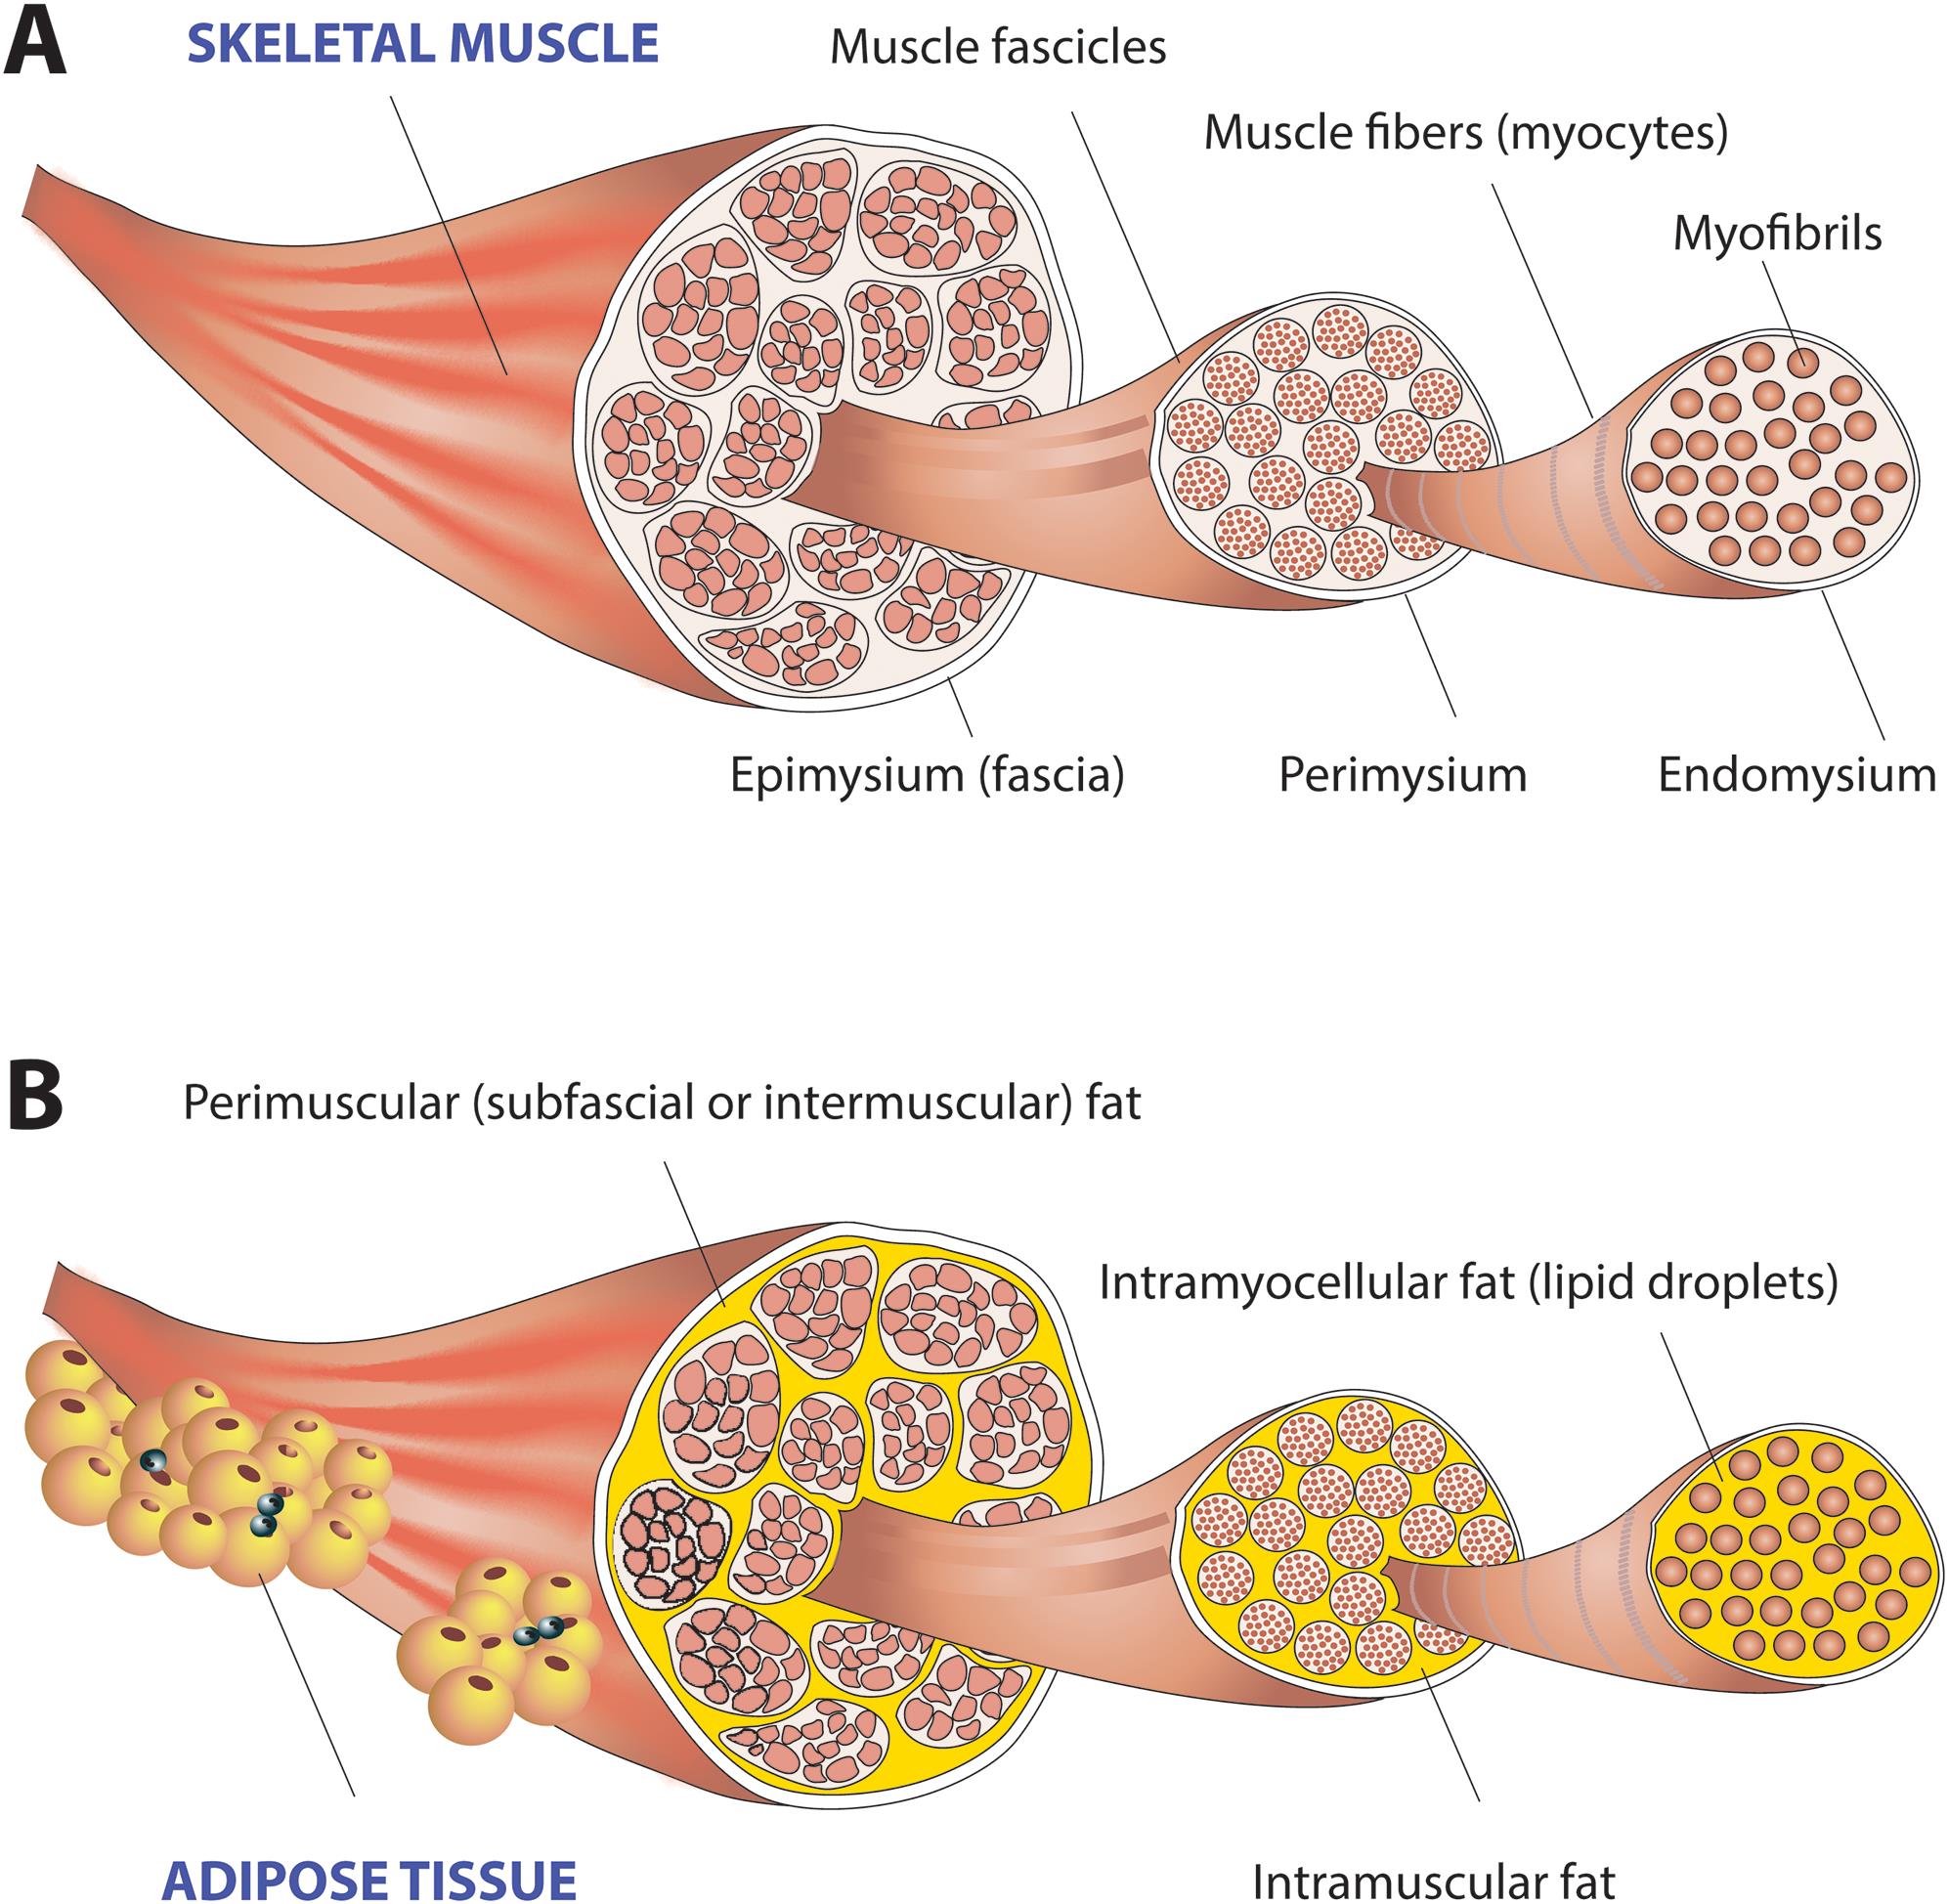 A
SKELETAL MUSCLE
Muscle fascicles
Muscle fibers (myocytes)
Myofibrils
Epimysium (fascia)
Perimysium
Endomysium
B
Perimuscular (subfascial or intermuscular) fat
Intramyocellular fat (lipid droplets)
ADIPOSE TISSUE
Intramuscular fat